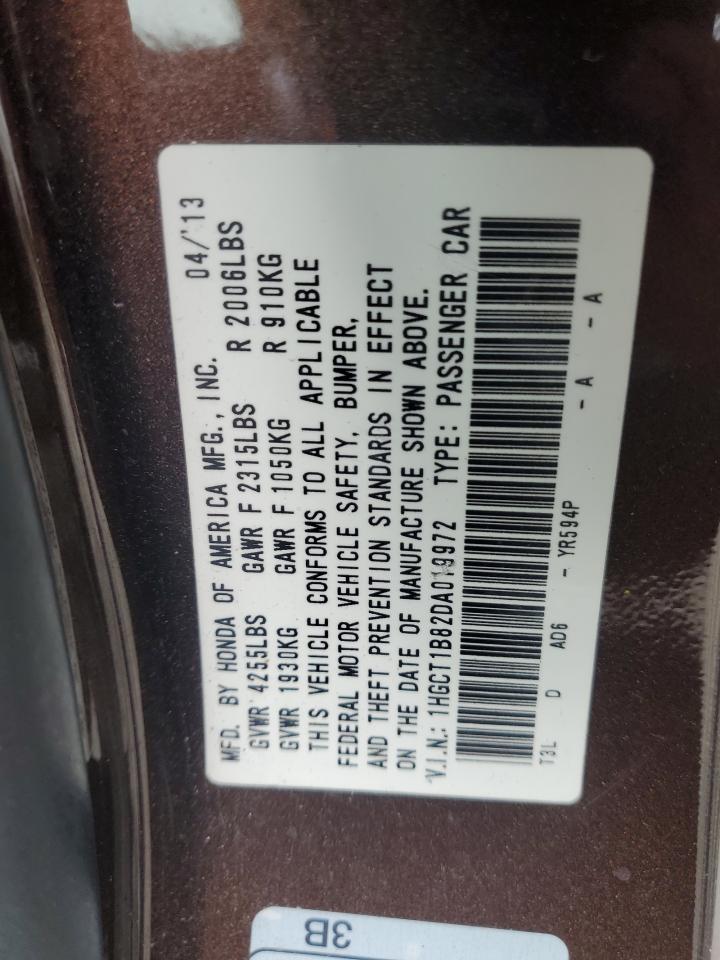 MFD. BY HONDA OF AMERICA MFG., INC. 04/'13
GVWR 4255LBS GAWR F 2315LBS R 2006LBS
GVWR 1930KG GAWR F 1050KG R 910KG
THIS VEHICLE CONFORMS TO ALL APPLICABLE
FEDERAL MOTOR VEHICLE SAFETY, BUMPER,
AND THEFT PREVENTION STANDARDS IN EFFECT
ON THE DATE OF MANUFACTURE SHOWN ABOVE.
V.I.N.: 1HGCT1B82DA019972 TYPE: PASSENGER CAR
T3L D AD6 - YR594P - A - A
3B